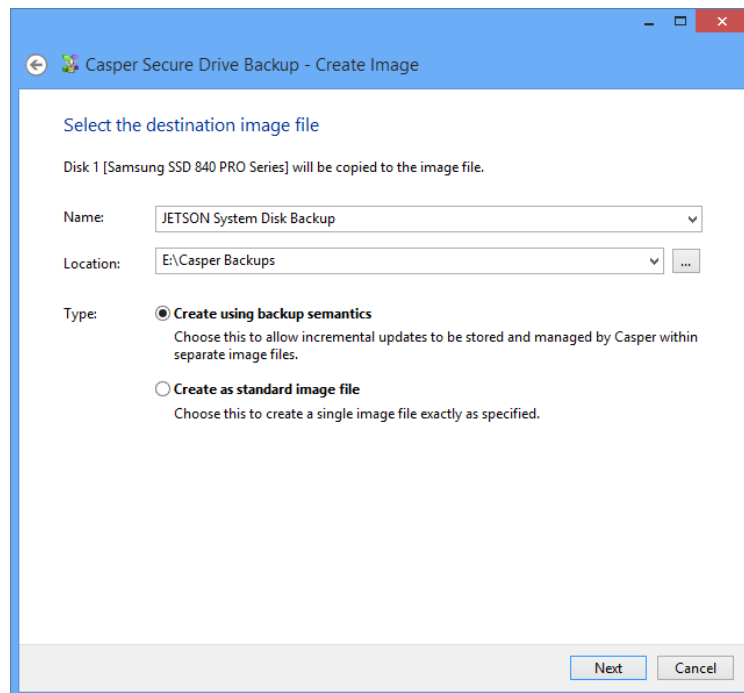 Casper Secure Drive Backup - Create Image
Select the destination image file
Disk 1 [Samsung SSD 840 PRO Series] will be copied to the image file.
Name: JETSON System Disk Backup
Location: E:\Casper Backups ...
Type: Create using backup semantics
Choose this to allow incremental updates to be stored and managed by Casper within
separate image files.
Create as standard image file
Choose this to create a single image file exactly as specified.
Next Cancel